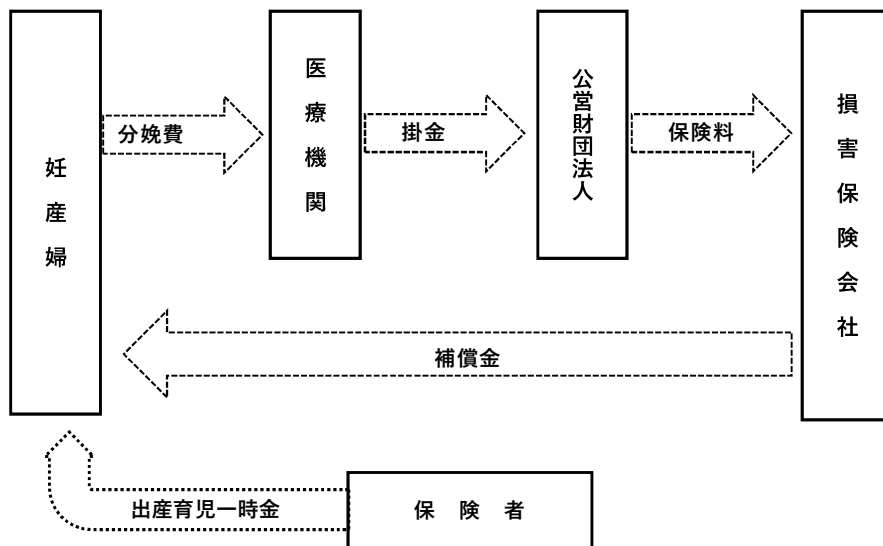 妊産婦
分娩費
医療機関
掛金
公営財団法人
保険料
損害保険会社
補償金
出産育児一時金
保険者